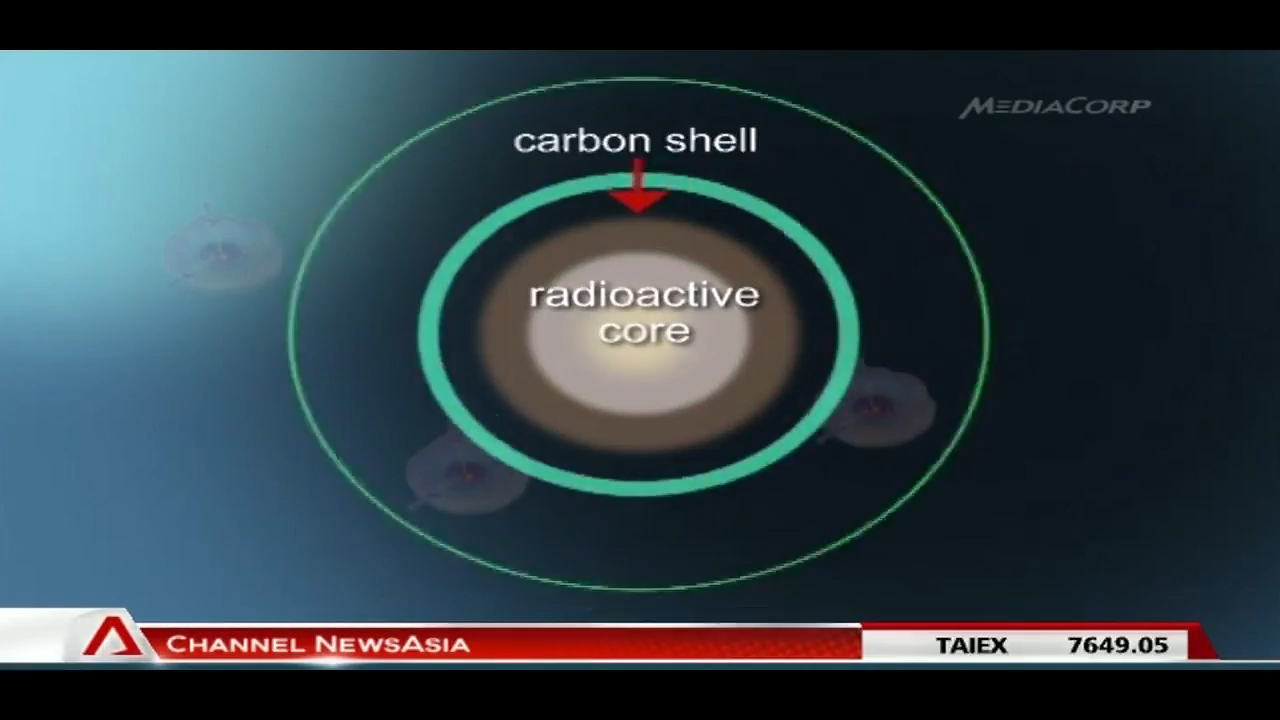 MEDIACORP
carbon shell
radioactive
core
CHANNEL NEWSASIA
TAIEX 7649.05